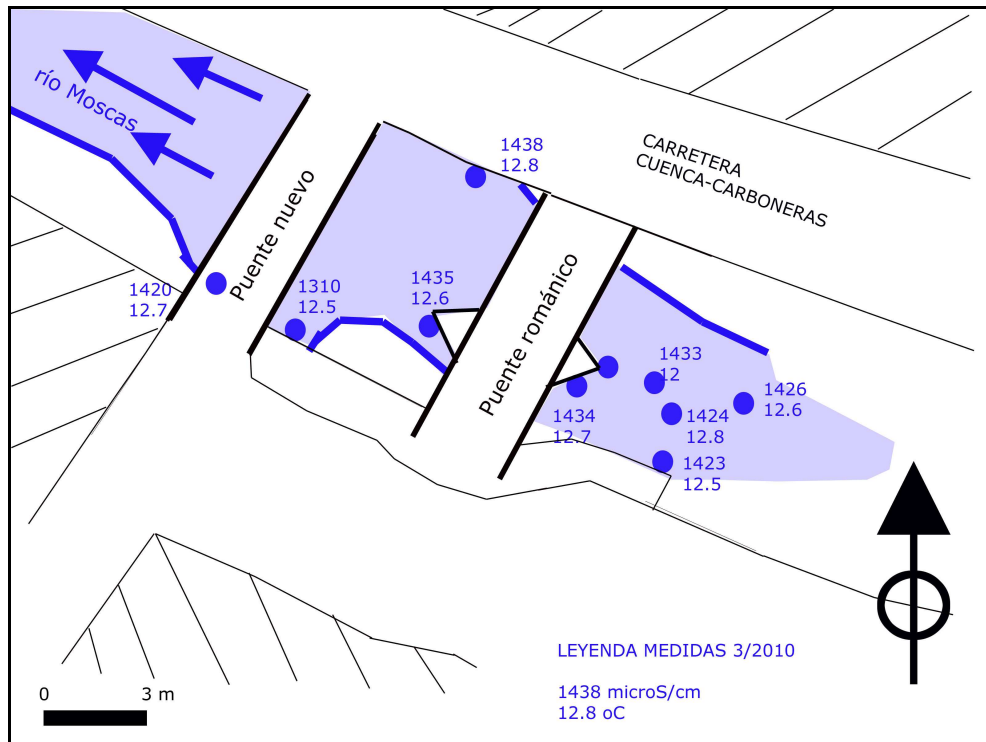 río Moscas
1438
12.8
CARRETERA
CUENCA-CARBONERAS
Puente nuevo
1420
12.7
1310
12.5
1435
12.6
Puente románico
1433
12
1426
12.6
1434
12.7
1424
12.8
1423
12.5
LEYENDA MEDIDAS 3/2010
1438 microS/cm
12.8 oC
0 3 m